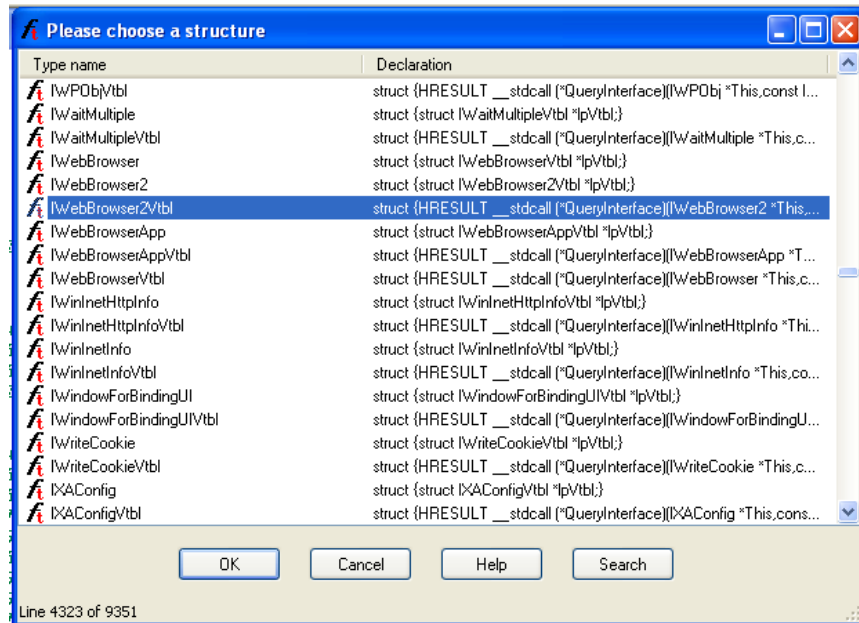 Please choose a structure
Type name Declaration
IWPObjVtbl struct {HRESULT __stdcall (*QueryInterface)(IWPObj *This,const I...
IWaitMultiple struct {struct IWaitMultipleVtbl *lpVtbl;}
IWaitMultipleVtbl struct {HRESULT __stdcall (*QueryInterface)(IWaitMultiple *This,c...
IWebBrowser struct {struct IWebBrowserVtbl *lpVtbl;}
IWebBrowser2 struct {struct IWebBrowser2Vtbl *lpVtbl;}
IWebBrowser2Vtbl struct {HRESULT __stdcall (*QueryInterface)(IWebBrowser2 *This,...
IWebBrowserApp struct {struct IWebBrowserAppVtbl *lpVtbl;}
IWebBrowserAppVtbl struct {HRESULT __stdcall (*QueryInterface)(IWebBrowserApp *T...
IWebBrowserVtbl struct {HRESULT __stdcall (*QueryInterface)(IWebBrowser *This,c...
IWinInetHttpInfo struct {struct IWinInetHttpInfoVtbl *lpVtbl;}
IWinInetHttpInfoVtbl struct {HRESULT __stdcall (*QueryInterface)(IWinInetHttpInfo *Thi...
IWinInetInfo struct {struct IWinInetInfoVtbl *lpVtbl;}
IWinInetInfoVtbl struct {HRESULT __stdcall (*QueryInterface)(IWinInetInfo *This,co...
IWindowForBindingUI struct {struct IWindowForBindingUIVtbl *lpVtbl;}
IWindowForBindingUIVtbl struct {HRESULT __stdcall (*QueryInterface)(IWindowForBindingU...
IWriteCookie struct {struct IWriteCookieVtbl *lpVtbl;}
IWriteCookieVtbl struct {HRESULT __stdcall (*QueryInterface)(IWriteCookie *This,c...
IXAConfig struct {struct IXAConfigVtbl *lpVtbl;}
IXAConfigVtbl struct {HRESULT __stdcall (*QueryInterface)(IXAConfig *This,cons...
OK Cancel Help Search
Line 4323 of 9351